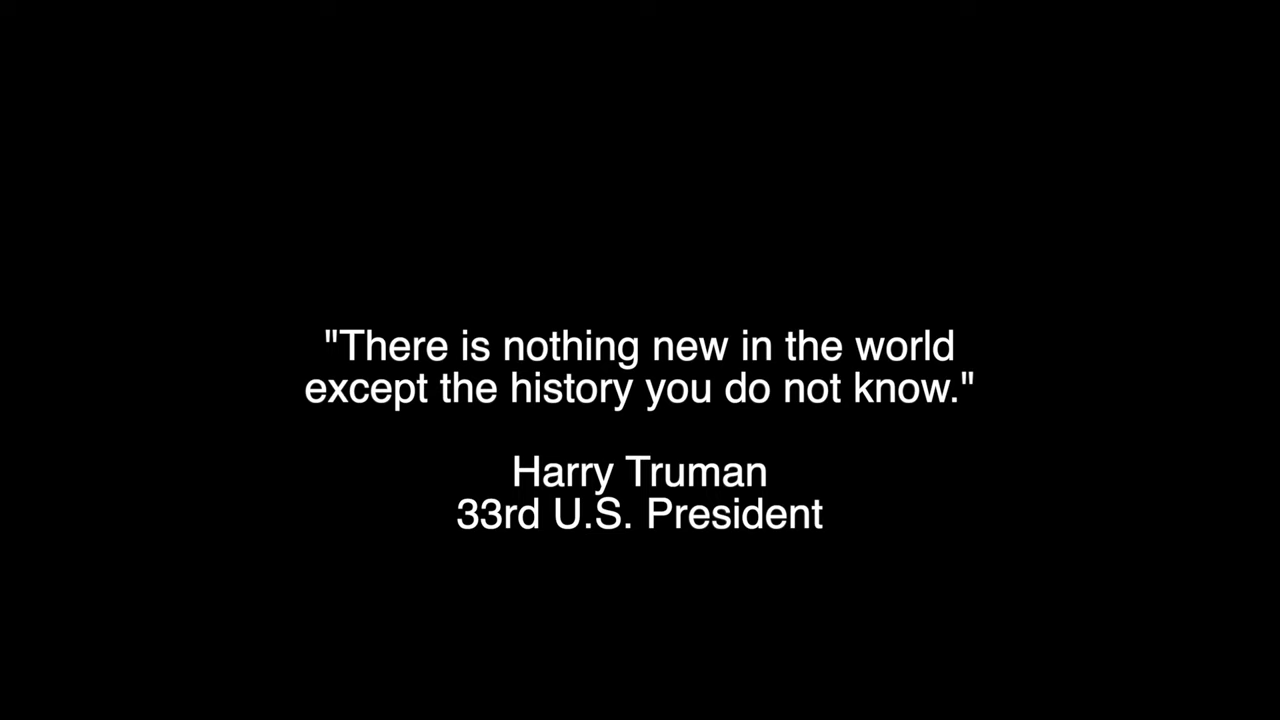 "There is nothing new in the world
except the history you do not know."
Harry Truman
33rd U.S. President